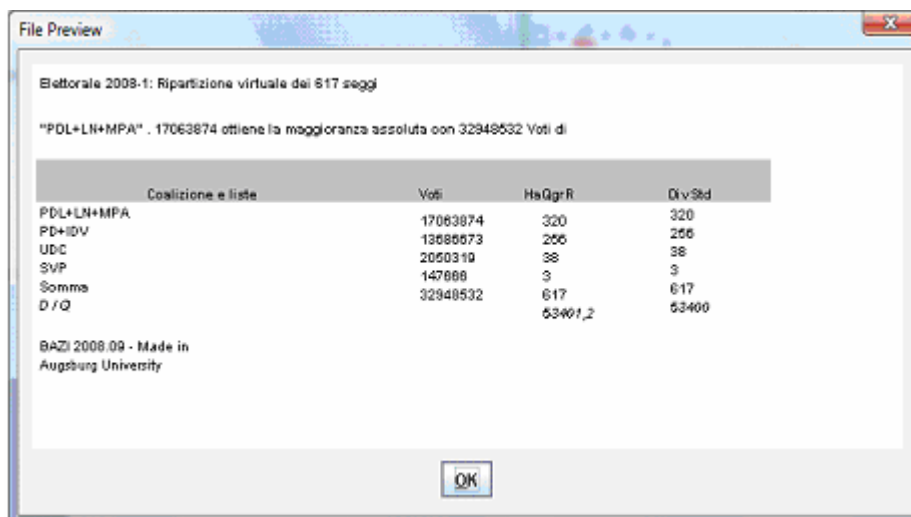 File Preview
Elettorale 2008-1: Ripartizione virtuale dei 617 seggi
"PDL+LN+MPA" . 17063874 ottiene la maggioranza assoluta con 32948532 Voti di
Coalizione e liste Voti HaQgrR DivStd
PDL+LN+MPA 17063874 320 320
PD+IDV 13686673 256 256
UDC 2050319 38 38
SVP 147666 3 3
Somma 32948532 617 617
D / Q 53401,2 53400
BAZI 2008.09 - Made in
Augsburg University
OK